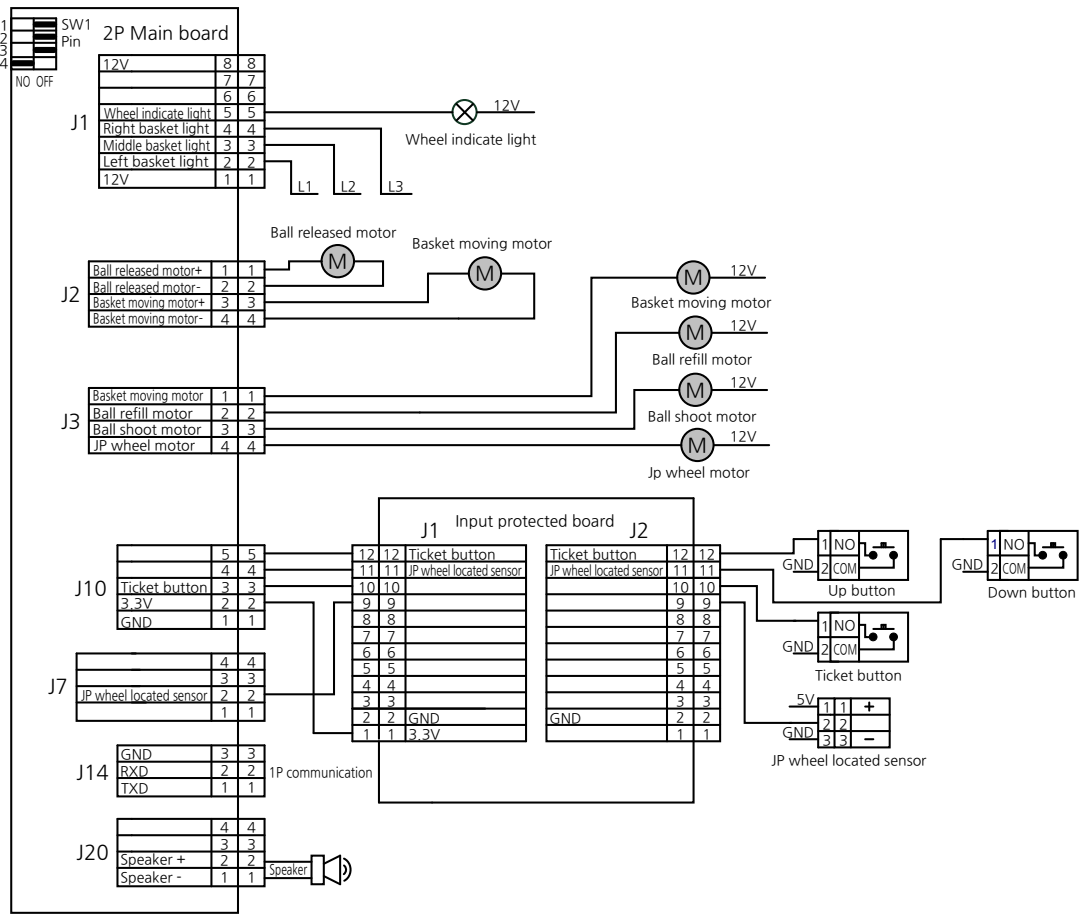 1
2
3
4
SW1
Pin
NO OFF
2P Main board
J1
12V 8 8
7 7
6 6
Wheel indicate light 5 5
Right basket light 4 4
Middle basket light 3 3
Left basket light 2 2
12V 1 1
12V
Wheel indicate light
L1 L2 L3
Ball released motor
M
Basket moving motor
M
J2
Ball released motor+ 1 1
Ball released motor- 2 2
Basket moving motor+ 3 3
Basket moving motor- 4 4
M 12V
Basket moving motor
M 12V
Ball refill motor
M 12V
Ball shoot motor
M 12V
Jp wheel motor
J3
Basket moving motor 1 1
Ball refill motor 2 2
Ball shoot motor 3 3
JP wheel motor 4 4
Input protected board
J1
12 12 Ticket button
11 11 JP wheel located sensor
10 10
9 9
8 8
7 7
6 6
5 5
4 4
3 3
2 2 GND
1 1 3.3V
J2
Ticket button 12 12
JP wheel located sensor 11 11
10 10
9 9
8 8
7 7
6 6
5 5
4 4
3 3
GND 2 2
1 1
J10
5 5
4 4
Ticket button 3 3
3.3V 2 2
GND 1 1
1 NO
GND 2 COM
Up button
1 NO
GND 2 COM
Down button
1 NO
GND 2 COM
Ticket button
5V 1 1 +
2 2
GND 3 3 −
JP wheel located sensor
J7
4 4
3 3
JP wheel located sensor 2 2
1 1
J14
GND 3 3
RXD 2 2
TXD 1 1
1P communication
J20
4 4
3 3
Speaker + 2 2
Speaker - 1 1
Speaker